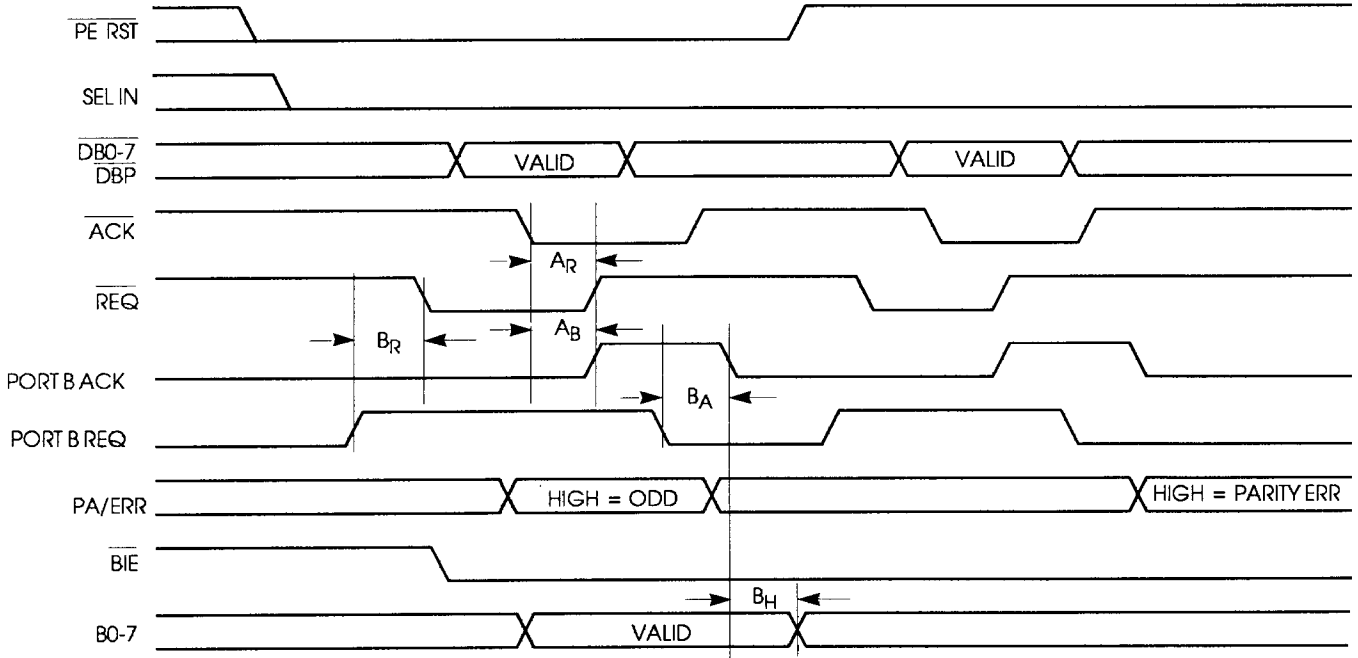 PE RST
SEL IN
DB0-7
DBP
VALID
VALID
ACK
AR
REQ
BR
AB
PORT B ACK
BA
PORT B REQ
PA/ERR
HIGH = ODD
HIGH = PARITY ERR
BIE
BH
B0-7
VALID